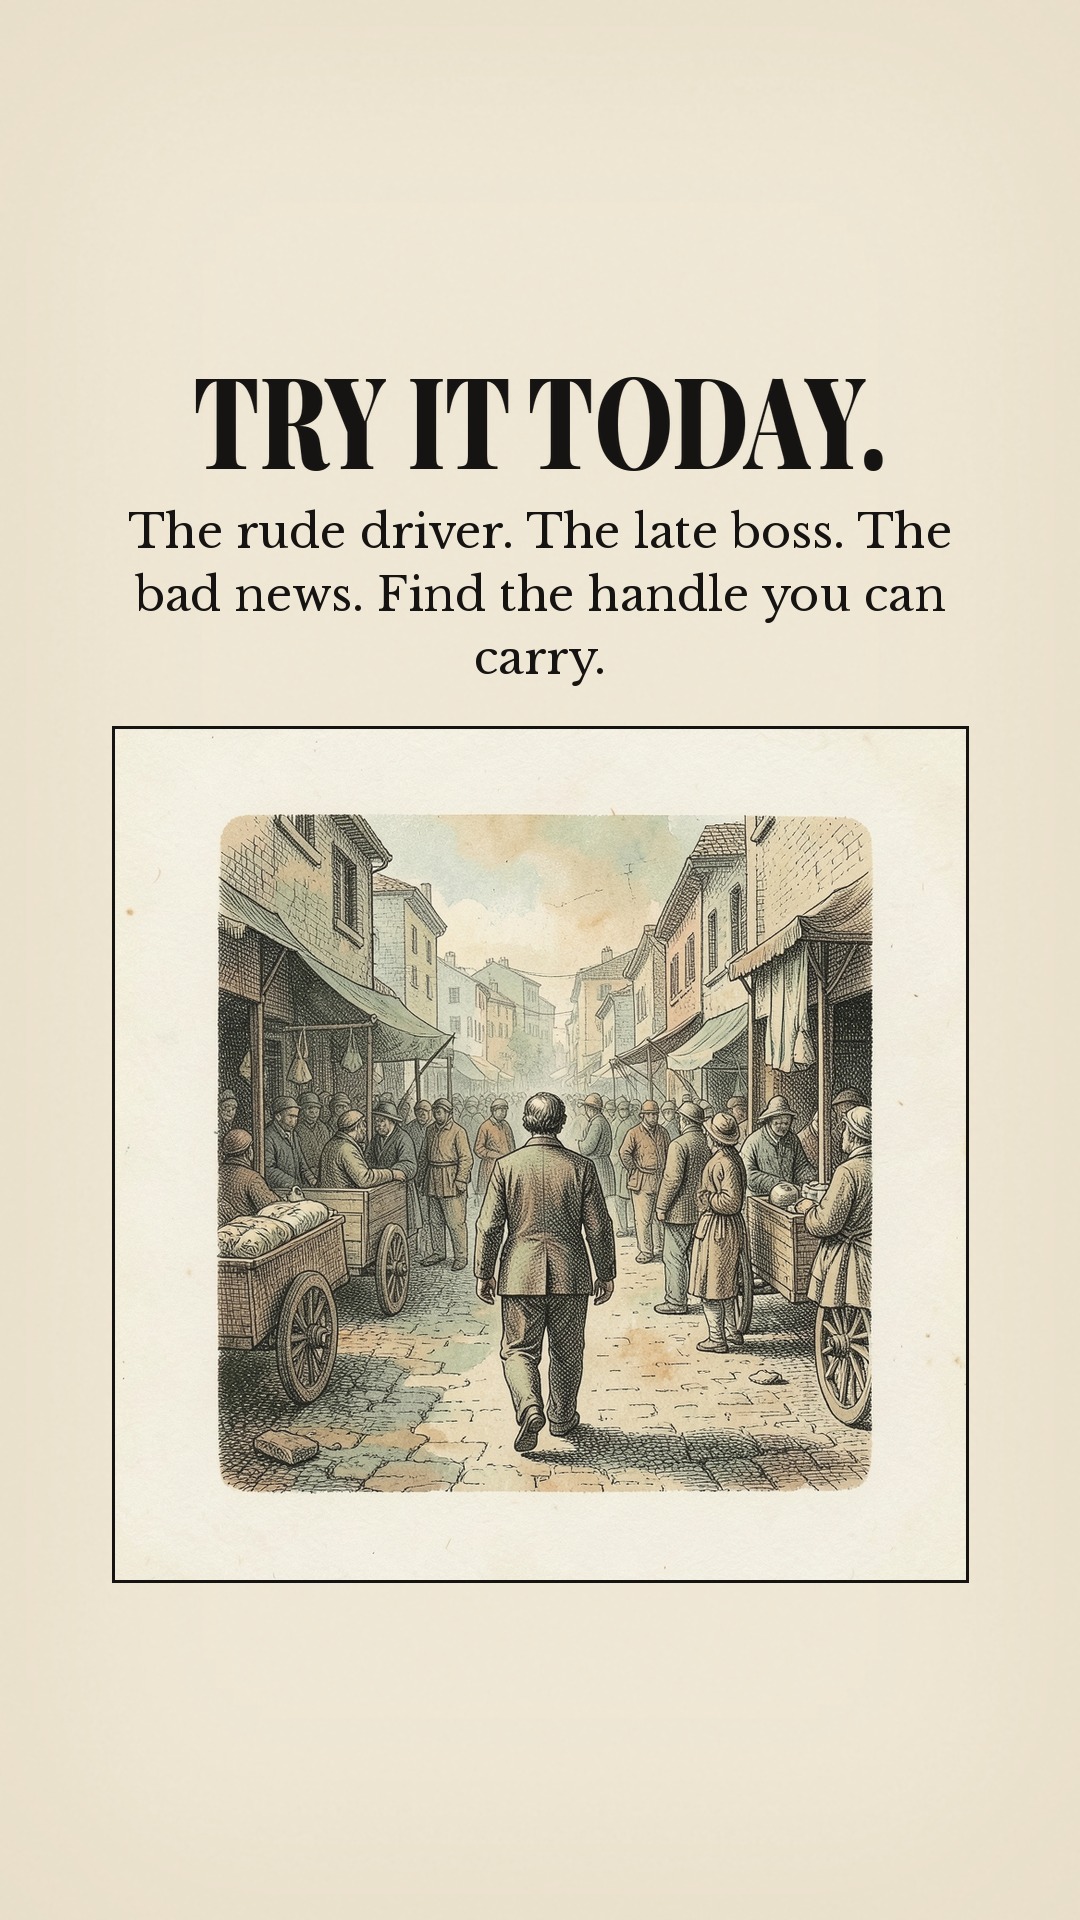 TRY IT TODAY.
The rude driver. The late boss. The
bad news. Find the handle you can
carry.